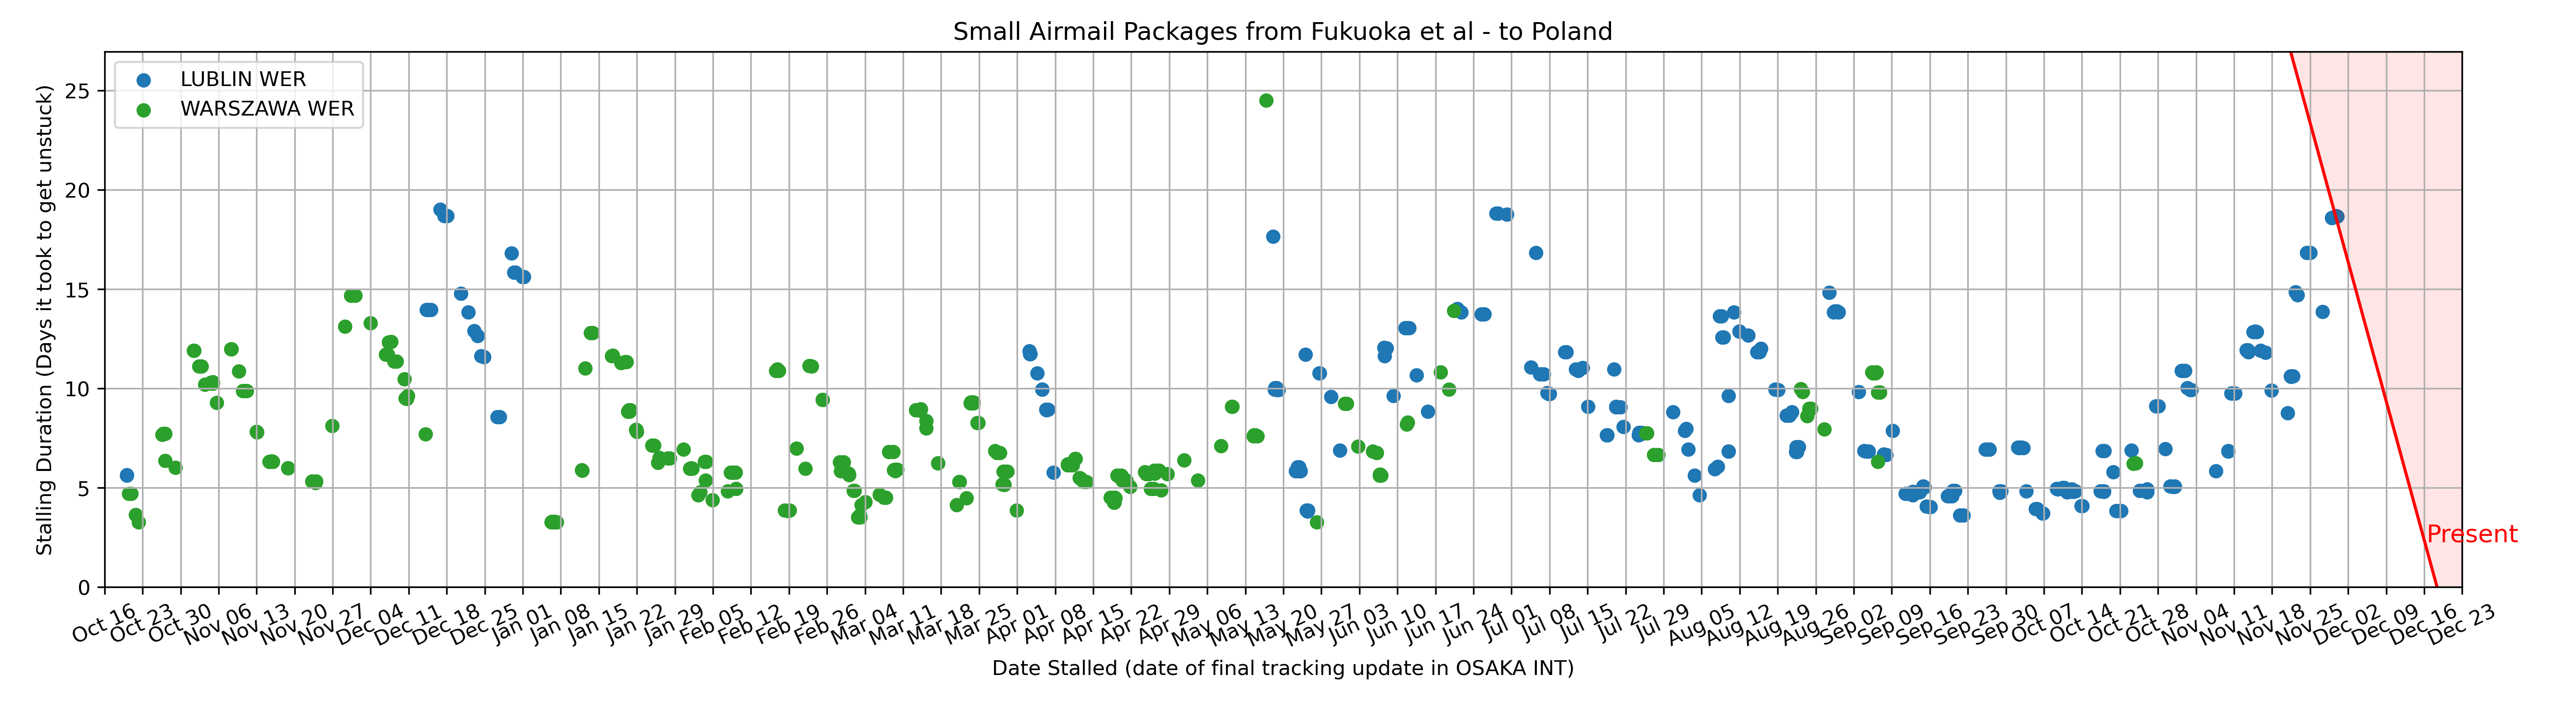 Small Airmail Packages from Fukuoka et al - to Poland
LUBLIN WER
WARSZAWA WER
Stalling Duration (Days it took to get unstuck)
25
20
15
10
5
0
Present
Oct 16
Oct 23
Oct 30
Nov 06
Nov 13
Nov 20
Nov 27
Dec 04
Dec 11
Dec 18
Dec 25
Jan 01
Jan 08
Jan 15
Jan 22
Jan 29
Feb 05
Feb 12
Feb 19
Feb 26
Mar 04
Mar 11
Mar 18
Mar 25
Apr 01
Apr 08
Apr 15
Apr 22
Apr 29
May 06
May 13
May 20
May 27
Jun 03
Jun 10
Jun 17
Jun 24
Jul 01
Jul 08
Jul 15
Jul 22
Jul 29
Aug 05
Aug 12
Aug 19
Aug 26
Sep 02
Sep 09
Sep 16
Sep 23
Sep 30
Oct 07
Oct 14
Oct 21
Oct 28
Nov 04
Nov 11
Nov 18
Nov 25
Dec 02
Dec 09
Dec 16
Dec 23
Date Stalled (date of final tracking update in OSAKA INT)